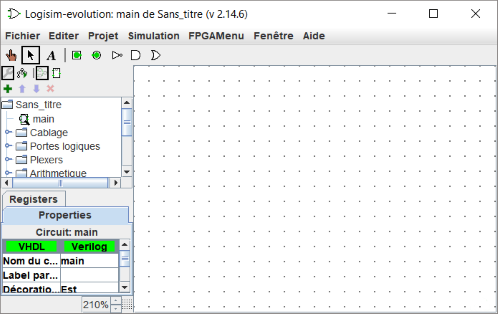 Logisim-evolution: main de Sans_titre (v 2.14.6)
Fichier Editer Projet Simulation FPGAMenu Fenêtre Aide
A
Sans_titre
main
Cablage
Portes logiques
Plexers
Arithmetique
Registers
Properties
Circuit: main
VHDL Verilog
Nom du c... main
Label par...
Décoratio... Est
210%